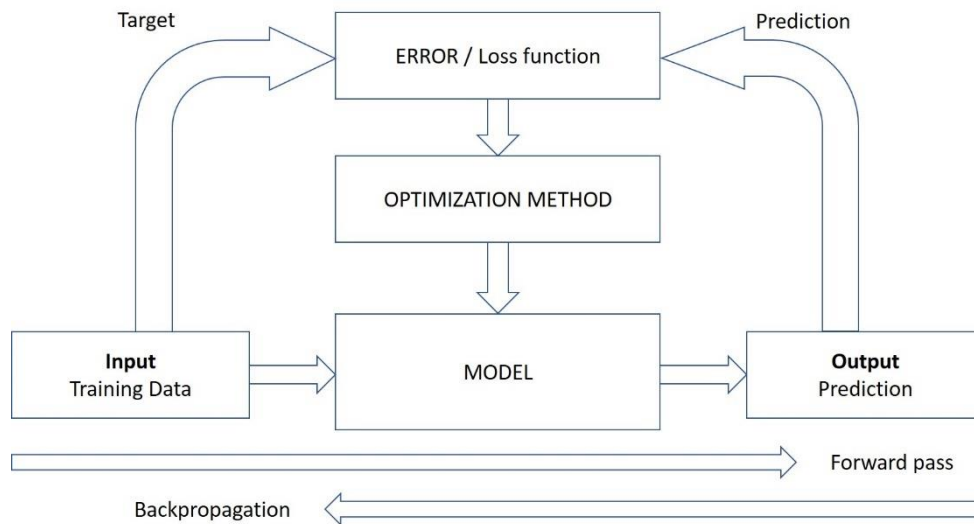 Target
Prediction
ERROR / Loss function
OPTIMIZATION METHOD
Input
Training Data
MODEL
Output
Prediction
Forward pass
Backpropagation